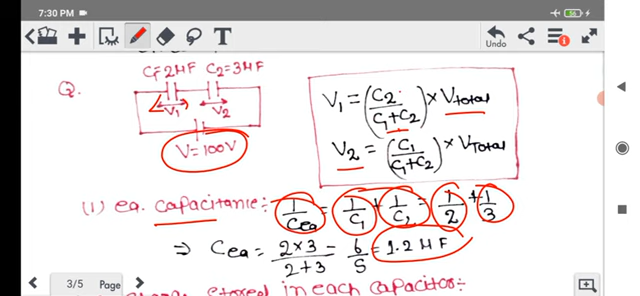 7:30 PM
56
T
Undo
C₁=2μF C₂=3μF
Q.
V₁ V₂
V=100V
V₁ = (C₂/(C₁+C₂)) × VTotal
V₂ = (C₁/(C₁+C₂)) × VTotal
(1) eq. capacitance:- 1/Ceq = 1/C₁ + 1/C₂ = 1/2 + 1/3
⇒ Ceq = (2×3)/(2+3) = 6/5 = 1.2 μF
stored in each capacitor:-
3/5 Page